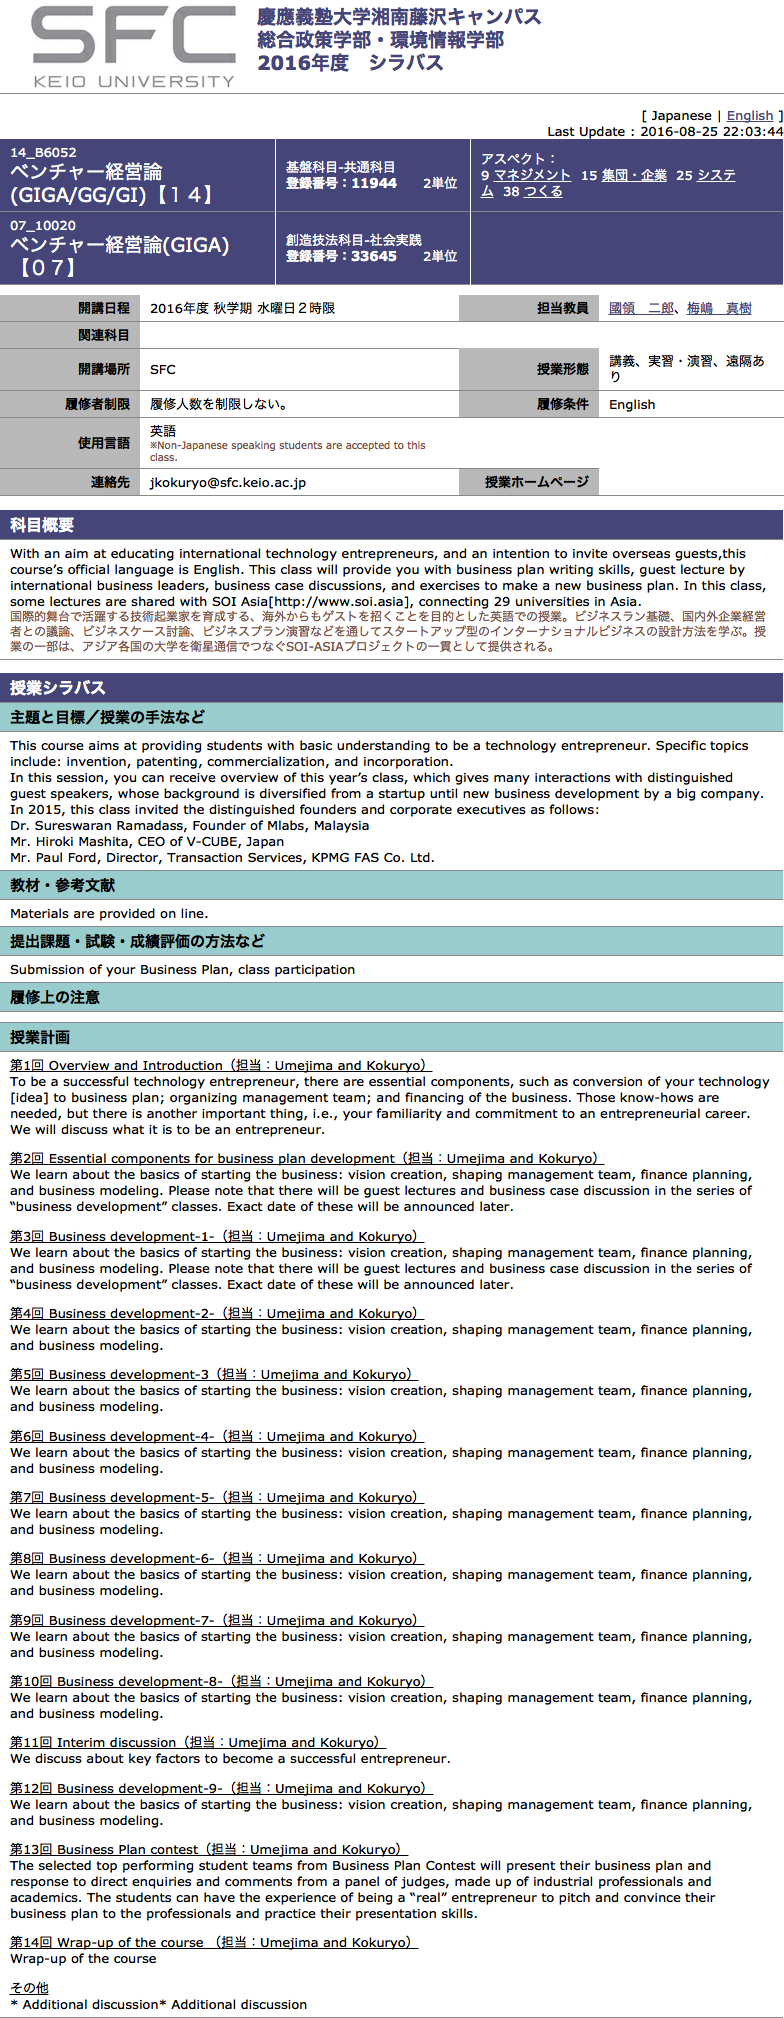 SFC
KEIO UNIVERSITY
慶應義塾大学湘南藤沢キャンパス
総合政策学部・環境情報学部
2016年度　シラバス
[ Japanese | English ]
Last Update : 2016-08-25 22:03:44
14_B6052
ベンチャー経営論
(GIGA/GG/GI)【１４】
基盤科目-共通科目
登録番号：11944　2単位
アスペクト：
9 マネジメント 15 集団・企業 25 システ
ム 38 つくる
07_10020
ベンチャー経営論(GIGA)
【０７】
創造技法科目-社会実践
登録番号：33645　2単位
開講日程 2016年度 秋学期 水曜日２時限 担当教員 國領　二郎、梅嶋　真樹
関連科目
開講場所 SFC 授業形態 講義、実習・演習、遠隔あ
り
履修者制限 履修人数を制限しない。 履修条件 English
使用言語 英語
※Non-Japanese speaking students are accepted to this
class.
連絡先 jkokuryo@sfc.keio.ac.jp 授業ホームページ
科目概要
With an aim at educating international technology entrepreneurs, and an intention to invite overseas guests,this
course’s official language is English. This class will provide you with business plan writing skills, guest lecture by
international business leaders, business case discussions, and exercises to make a new business plan. In this class,
some lectures are shared with SOI Asia[http://www.soi.asia], connecting 29 universities in Asia.
国際的舞台で活躍する技術起業家を育成する、海外からもゲストを招くことを目的とした英語での授業。ビジネスラン基礎、国内外企業経営
者との議論、ビジネスケース討論、ビジネスプラン演習などを通してスタートアップ型のインターナショナルビジネスの設計方法を学ぶ。授
業の一部は、アジア各国の大学を衛星通信でつなぐSOI-ASIAプロジェクトの一貫として提供される。
授業シラバス
主題と目標／授業の手法など
This course aims at providing students with basic understanding to be a technology entrepreneur. Specific topics
include: invention, patenting, commercialization, and incorporation.
In this session, you can receive overview of this year’s class, which gives many interactions with distinguished
guest speakers, whose background is diversified from a startup until new business development by a big company.
In 2015, this class invited the distinguished founders and corporate executives as follows:
Dr. Sureswaran Ramadass, Founder of Mlabs, Malaysia
Mr. Hiroki Mashita, CEO of V-CUBE, Japan
Mr. Paul Ford, Director, Transaction Services, KPMG FAS Co. Ltd.
教材・参考文献
Materials are provided on line.
提出課題・試験・成績評価の方法など
Submission of your Business Plan, class participation
履修上の注意
授業計画
第1回 Overview and Introduction（担当：Umejima and Kokuryo）
To be a successful technology entrepreneur, there are essential components, such as conversion of your technology
[idea] to business plan; organizing management team; and financing of the business. Those know-hows are
needed, but there is another important thing, i.e., your familiarity and commitment to an entrepreneurial career.
We will discuss what it is to be an entrepreneur.
第2回 Essential components for business plan development（担当：Umejima and Kokuryo）
We learn about the basics of starting the business: vision creation, shaping management team, finance planning,
and business modeling. Please note that there will be guest lectures and business case discussion in the series of
“business development” classes. Exact date of these will be announced later.
第3回 Business development-1-（担当：Umejima and Kokuryo）
We learn about the basics of starting the business: vision creation, shaping management team, finance planning,
and business modeling. Please note that there will be guest lectures and business case discussion in the series of
“business development” classes. Exact date of these will be announced later.
第4回 Business development-2-（担当：Umejima and Kokuryo）
We learn about the basics of starting the business: vision creation, shaping management team, finance planning,
and business modeling.
第5回 Business development-3（担当：Umejima and Kokuryo）
We learn about the basics of starting the business: vision creation, shaping management team, finance planning,
and business modeling.
第6回 Business development-4-（担当：Umejima and Kokuryo）
We learn about the basics of starting the business: vision creation, shaping management team, finance planning,
and business modeling.
第7回 Business development-5-（担当：Umejima and Kokuryo）
We learn about the basics of starting the business: vision creation, shaping management team, finance planning,
and business modeling.
第8回 Business development-6-（担当：Umejima and Kokuryo）
We learn about the basics of starting the business: vision creation, shaping management team, finance planning,
and business modeling.
第9回 Business development-7-（担当：Umejima and Kokuryo）
We learn about the basics of starting the business: vision creation, shaping management team, finance planning,
and business modeling.
第10回 Business development-8-（担当：Umejima and Kokuryo）
We learn about the basics of starting the business: vision creation, shaping management team, finance planning,
and business modeling.
第11回 Interim discussion（担当：Umejima and Kokuryo）
We discuss about key factors to become a successful entrepreneur.
第12回 Business development-9-（担当：Umejima and Kokuryo）
We learn about the basics of starting the business: vision creation, shaping management team, finance planning,
and business modeling.
第13回 Business Plan contest（担当：Umejima and Kokuryo）
The selected top performing student teams from Business Plan Contest will present their business plan and
response to direct enquiries and comments from a panel of judges, made up of industrial professionals and
academics. The students can have the experience of being a “real” entrepreneur to pitch and convince their
business plan to the professionals and practice their presentation skills.
第14回 Wrap-up of the course （担当：Umejima and Kokuryo）
Wrap-up of the course
その他
* Additional discussion* Additional discussion